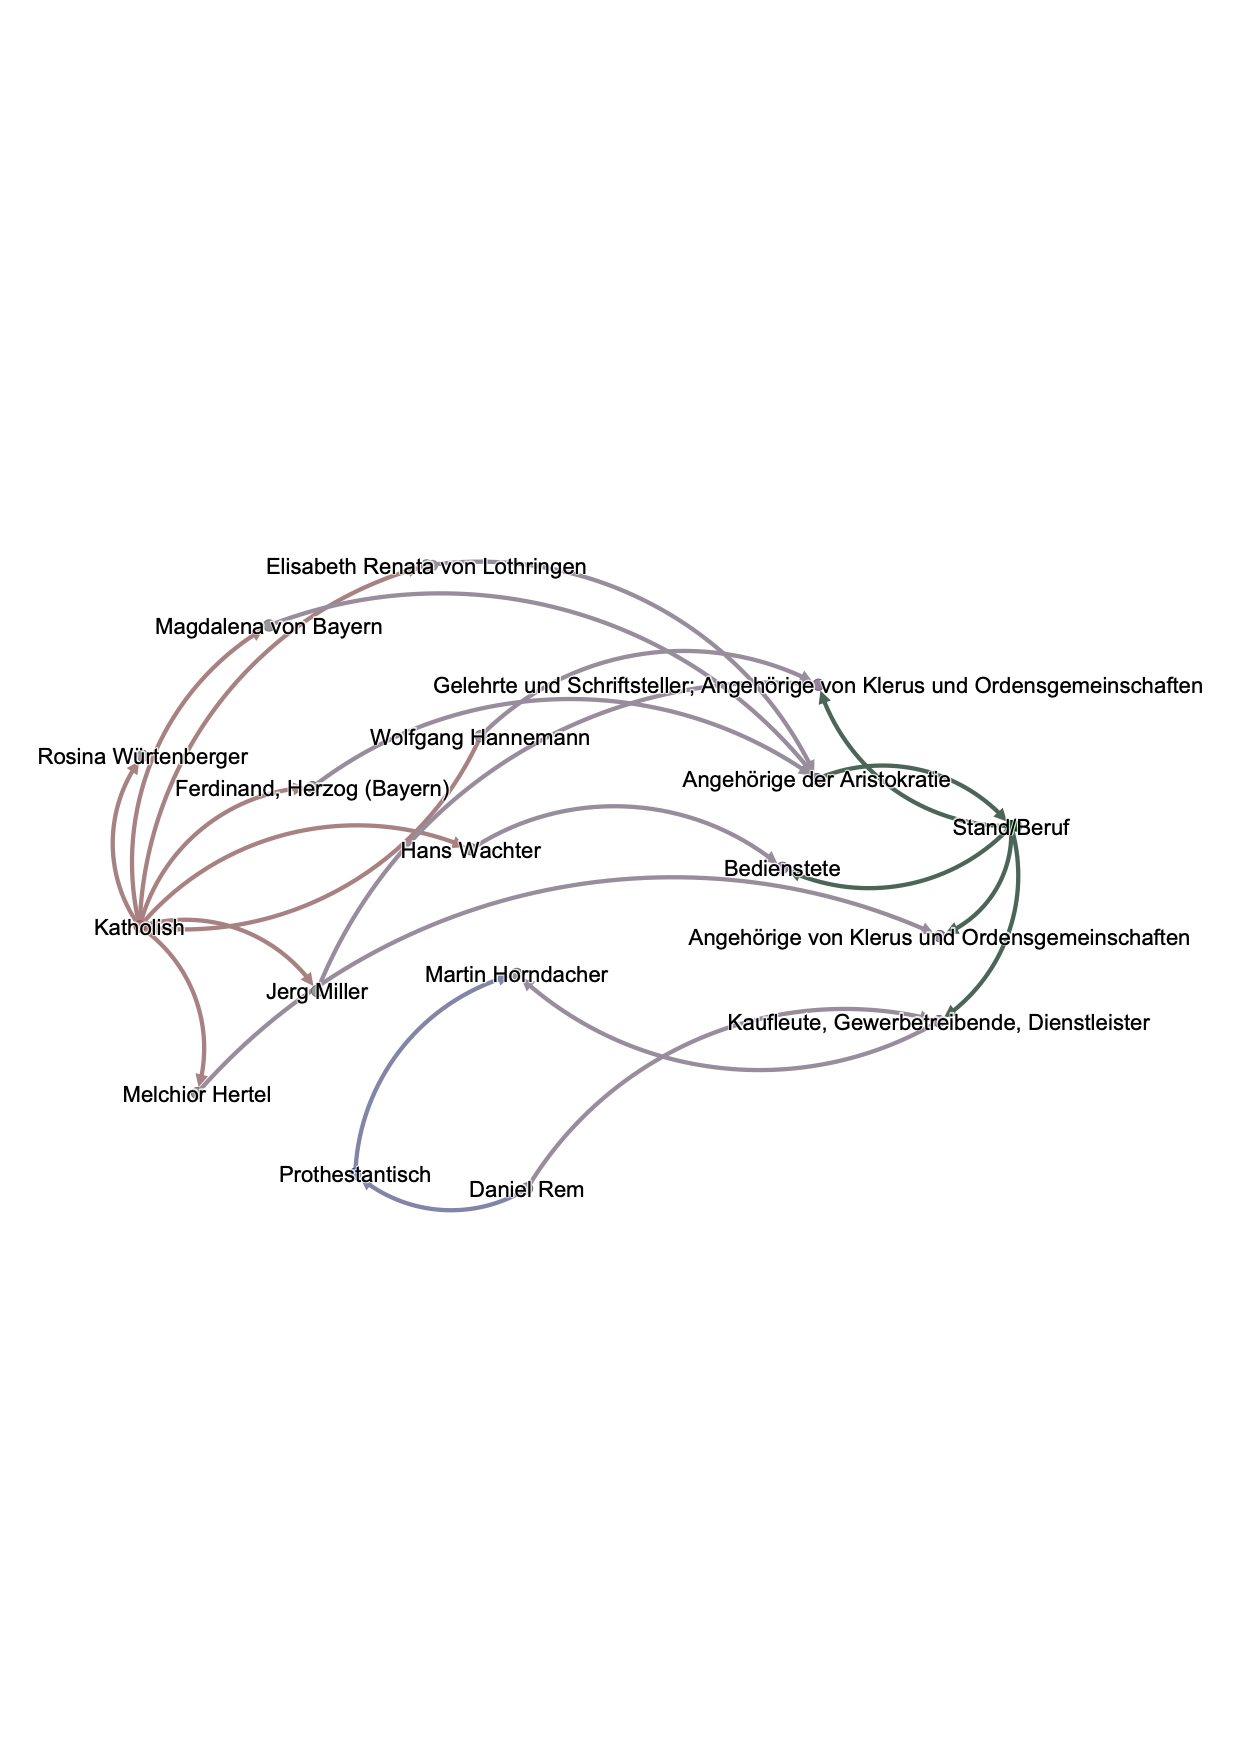 Elisabeth Renata von Lothringen
Magdalena von Bayern
Gelehrte und Schriftsteller; Angehörige von Klerus und Ordensgemeinschaften
Wolfgang Hannemann
Rosina Würtenberger
Angehörige der Aristokratie
Ferdinand, Herzog (Bayern)
Stand/Beruf
Hans Wachter
Bedienstete
Katholish
Angehörige von Klerus und Ordensgemeinschaften
Martin Horndacher
Jerg Miller
Kaufleute, Gewerbetreibende, Dienstleister
Melchior Hertel
Prothestantisch
Daniel Rem